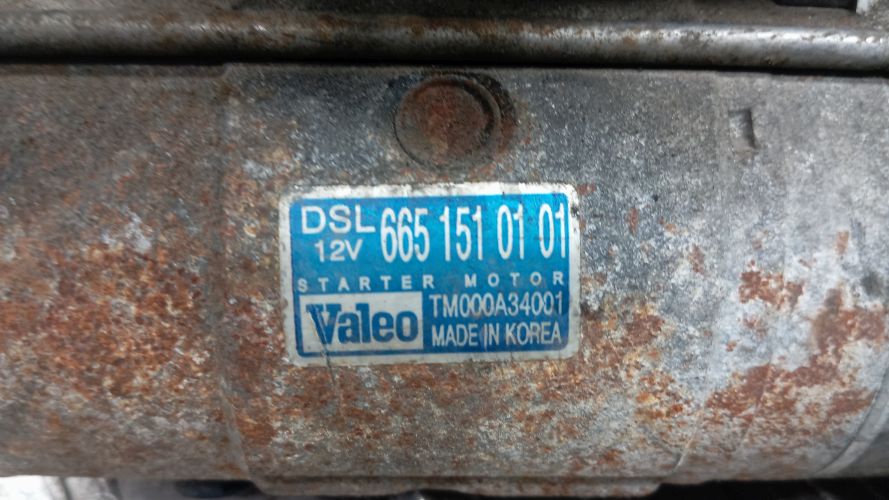 DSL 665 151 01 01
12V
STARTER MOTOR
Valeo TM000A34001
MADE IN KOREA